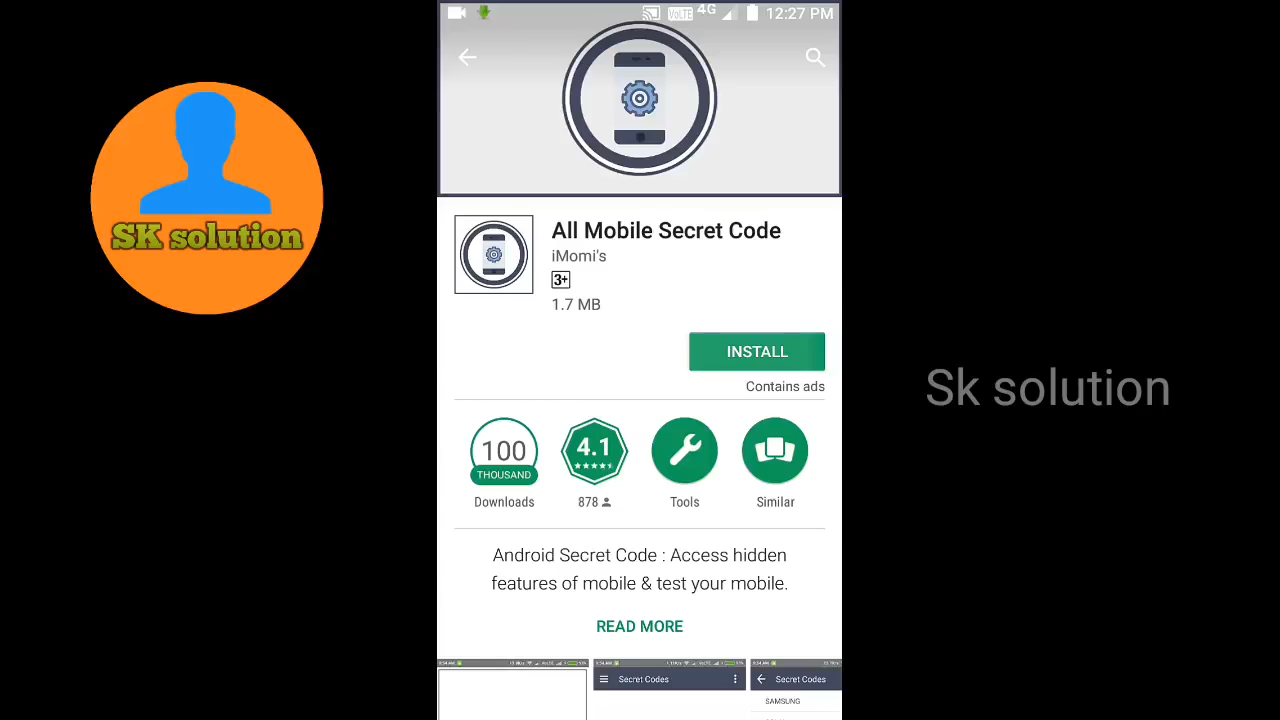 VoLTE 4G 12:27 PM
SK solution
All Mobile Secret Code
iMomi's
3+
1.7 MB
INSTALL
Contains ads
Sk solution
100
THOUSAND
4.1
Downloads
878
Tools
Similar
Android Secret Code : Access hidden
features of mobile & test your mobile.
READ MORE
Secret Codes
Secret Codes
SAMSUNG